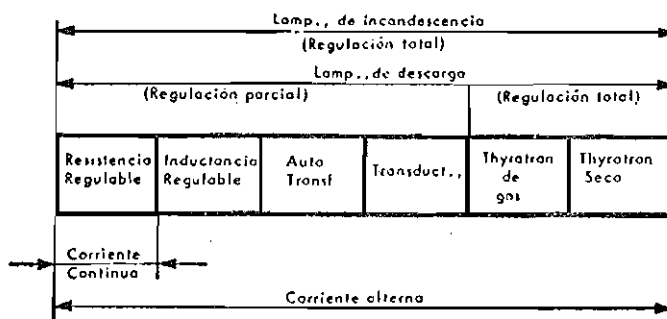 Lamp., de incandescencia
(Regulación total)
Lamp., de descarga
(Regulación parcial) (Regulación total)
Resistencia Regulable
Inductancia Regulable
Auto Transf
Transduct.,
Thyratron de gas
Thyratron Seco
Corriente Continua
Corriente alterna